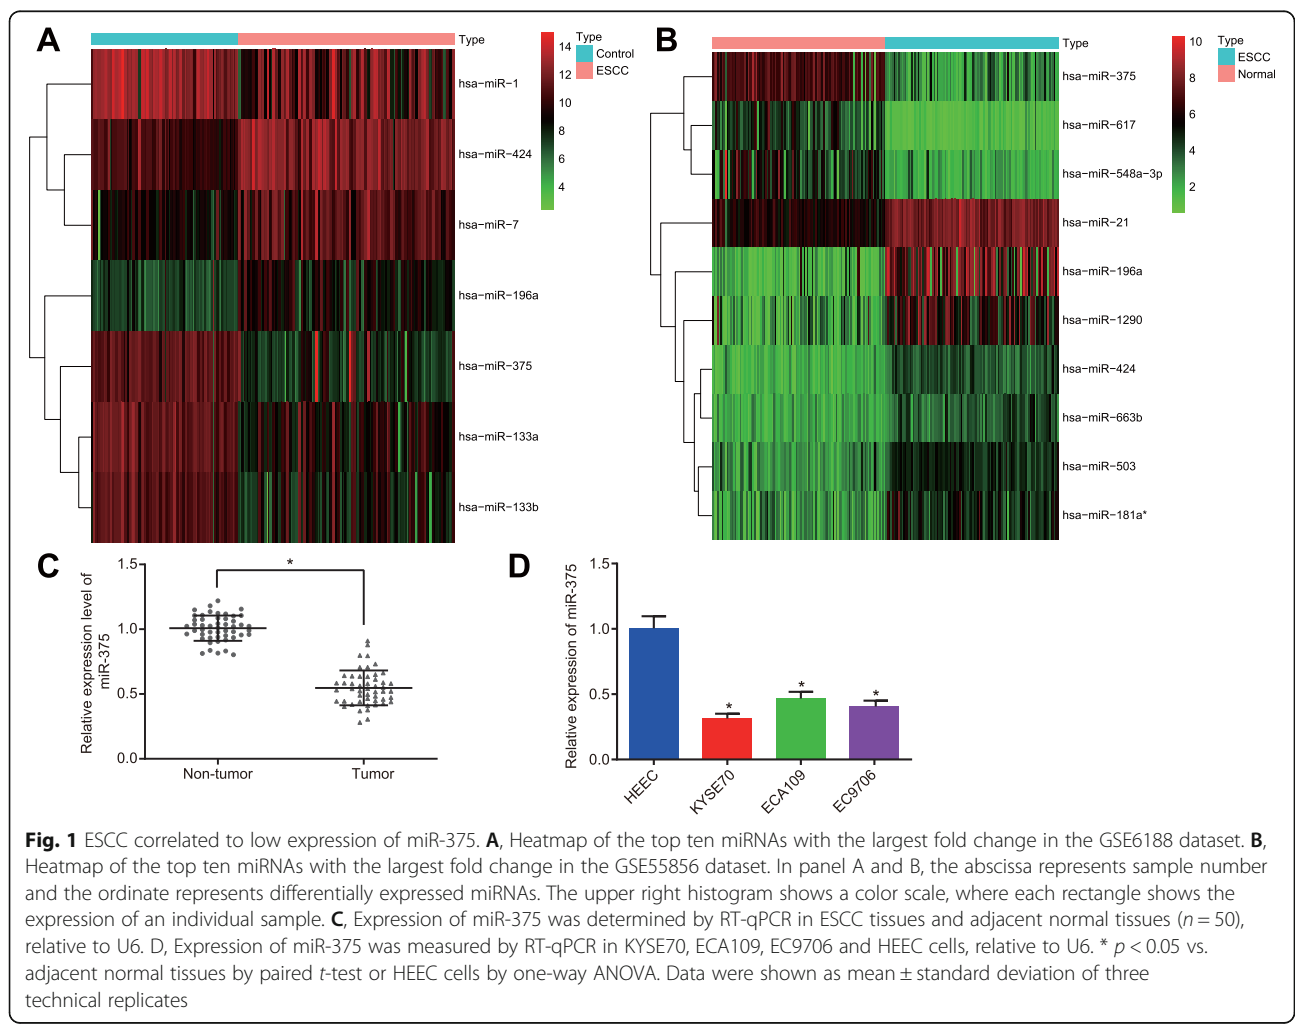 A
Type
hsa−miR−1
hsa−miR−424
hsa−miR−7
hsa−miR−196a
hsa−miR−375
hsa−miR−133a
hsa−miR−133b
14
12
10
8
6
4
Type
Control
ESCC
B
Type
hsa−miR−375
hsa−miR−617
hsa−miR−548a−3p
hsa−miR−21
hsa−miR−196a
hsa−miR−1290
hsa−miR−424
hsa−miR−663b
hsa−miR−503
hsa−miR−181a*
10
8
6
4
2
Type
ESCC
Normal
C
Relative expression level of
miR-375
1.5
1.0
0.5
0.0
*
Non-tumor
Tumor
D
Relative expression of miR-375
1.5
1.0
0.5
0.0
*
*
*
HEEC
KYSE70
ECA109
EC9706
Fig. 1 ESCC correlated to low expression of miR-375. A, Heatmap of the top ten miRNAs with the largest fold change in the GSE6188 dataset. B,
Heatmap of the top ten miRNAs with the largest fold change in the GSE55856 dataset. In panel A and B, the abscissa represents sample number
and the ordinate represents differentially expressed miRNAs. The upper right histogram shows a color scale, where each rectangle shows the
expression of an individual sample. C, Expression of miR-375 was determined by RT-qPCR in ESCC tissues and adjacent normal tissues (n = 50),
relative to U6. D, Expression of miR-375 was measured by RT-qPCR in KYSE70, ECA109, EC9706 and HEEC cells, relative to U6. * p < 0.05 vs.
adjacent normal tissues by paired t-test or HEEC cells by one-way ANOVA. Data were shown as mean ± standard deviation of three
technical replicates